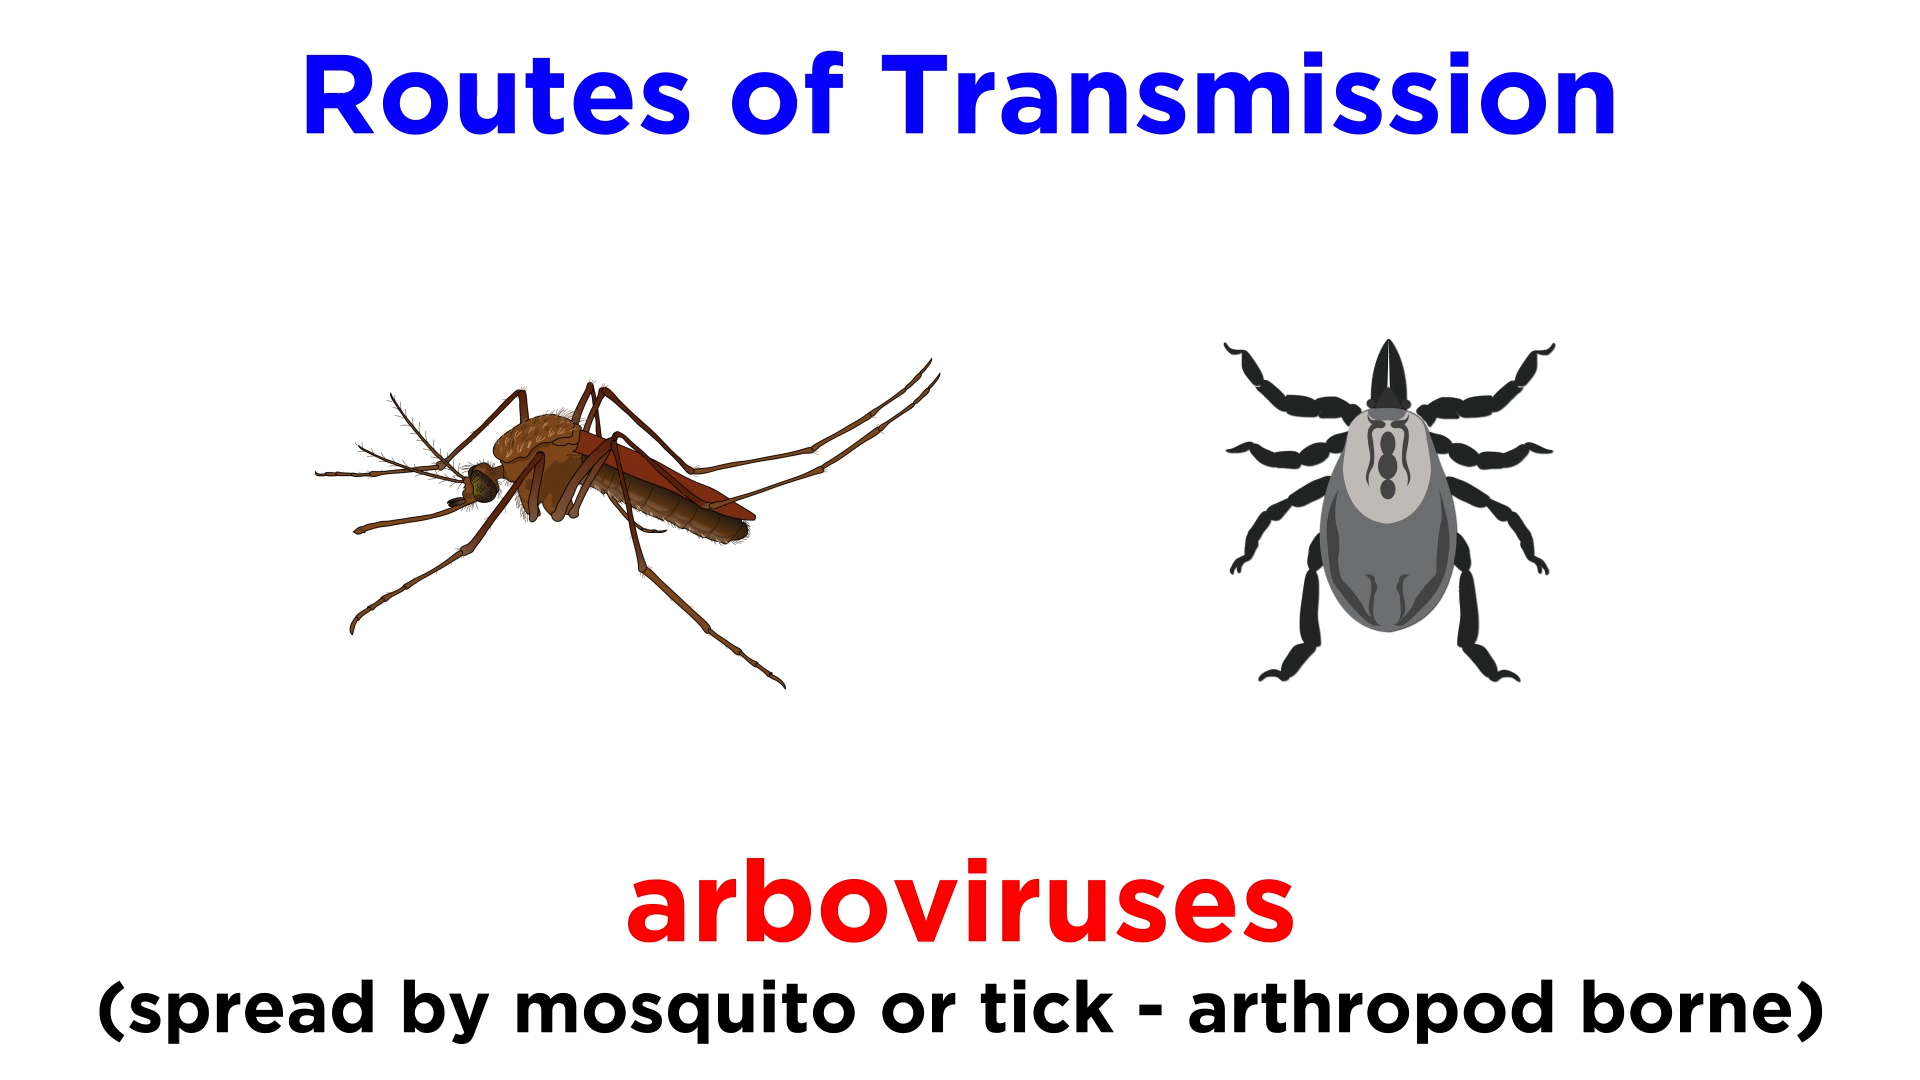 Routes of Transmission
arboviruses
(spread by mosquito or tick - arthropod borne)